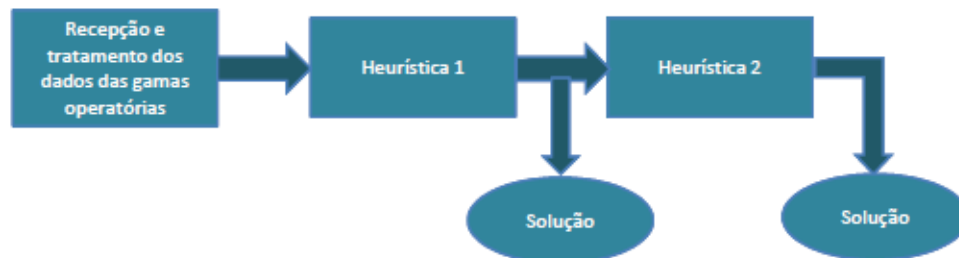 Recepção e
tratamento dos
dados das gamas
operatórias
Heurística 1
Heurística 2
Solução
Solução